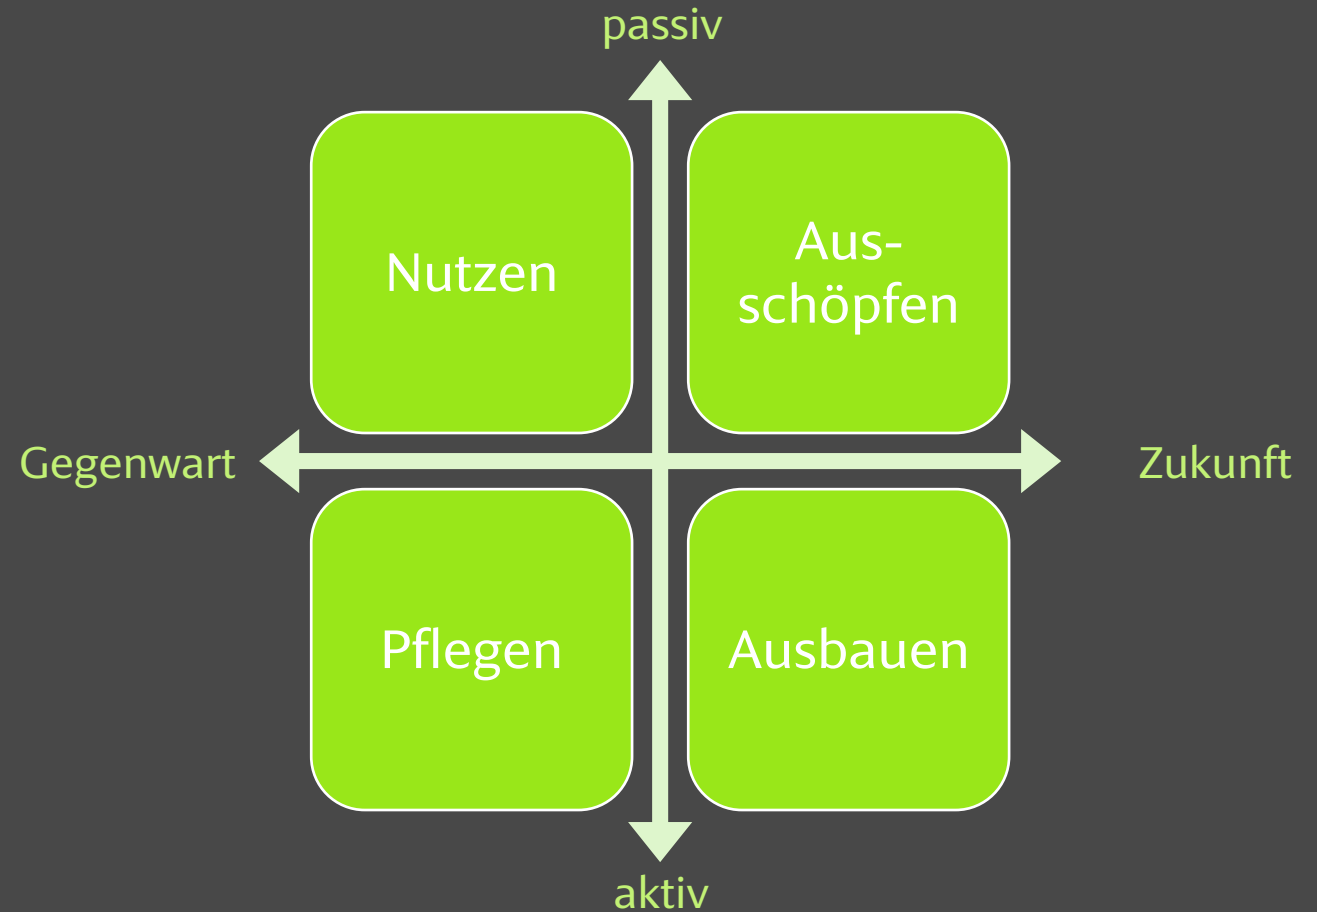 passiv
Nutzen
Aus-
schöpfen
Gegenwart
Zukunft
Pflegen
Ausbauen
aktiv